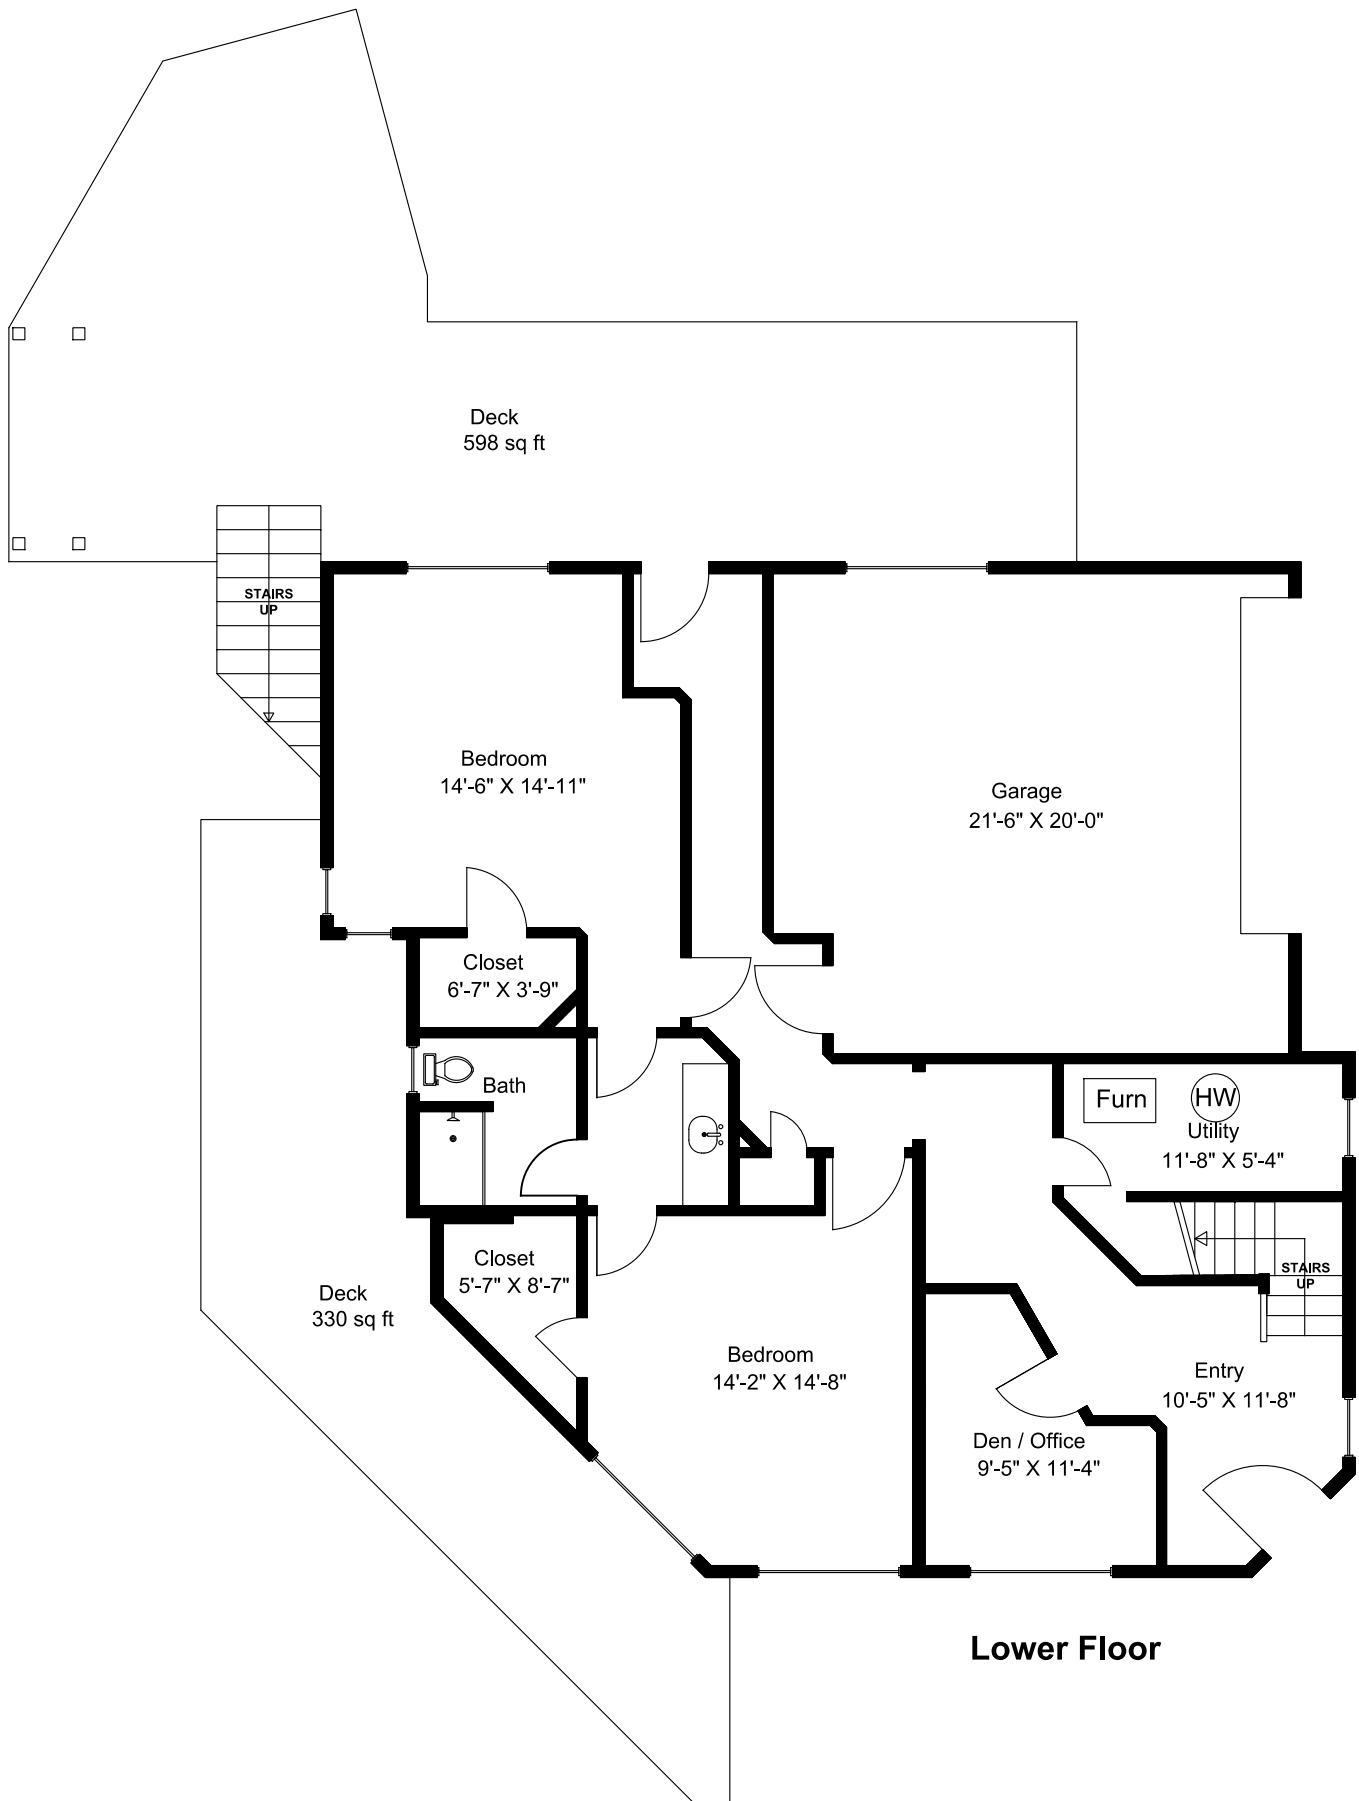 Deck
598 sq ft
STAIRS
UP
Bedroom
14'-6" X 14'-11"
Garage
21'-6" X 20'-0"
Closet
6'-7" X 3'-9"
Bath
Furn
HW
Utility
11'-8" X 5'-4"
Closet
5'-7" X 8'-7"
STAIRS
UP
Deck
330 sq ft
Bedroom
14'-2" X 14'-8"
Entry
10'-5" X 11'-8"
Den / Office
9'-5" X 11'-4"
Lower Floor